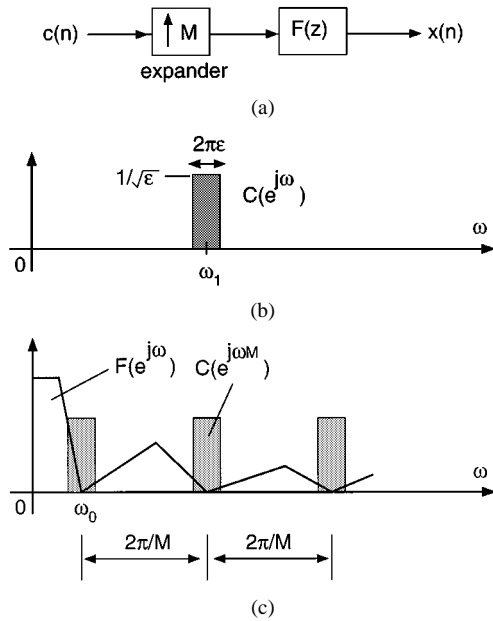 c(n) M F(z) x(n)
expander
(a)
2πε
1/√ε
C(e^jω)
ω
0
ω₁
(b)
F(e^jω) C(e^jωM)
ω
0
ω₀
2π/M 2π/M
(c)